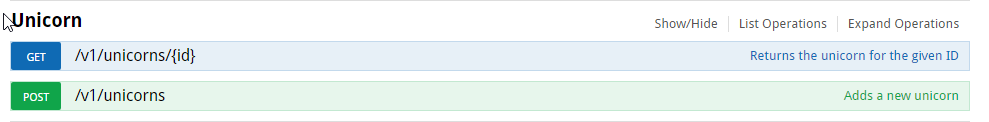 Unicorn Show/Hide List Operations Expand Operations
GET /v1/unicorns/{id} Returns the unicorn for the given ID
POST /v1/unicorns Adds a new unicorn